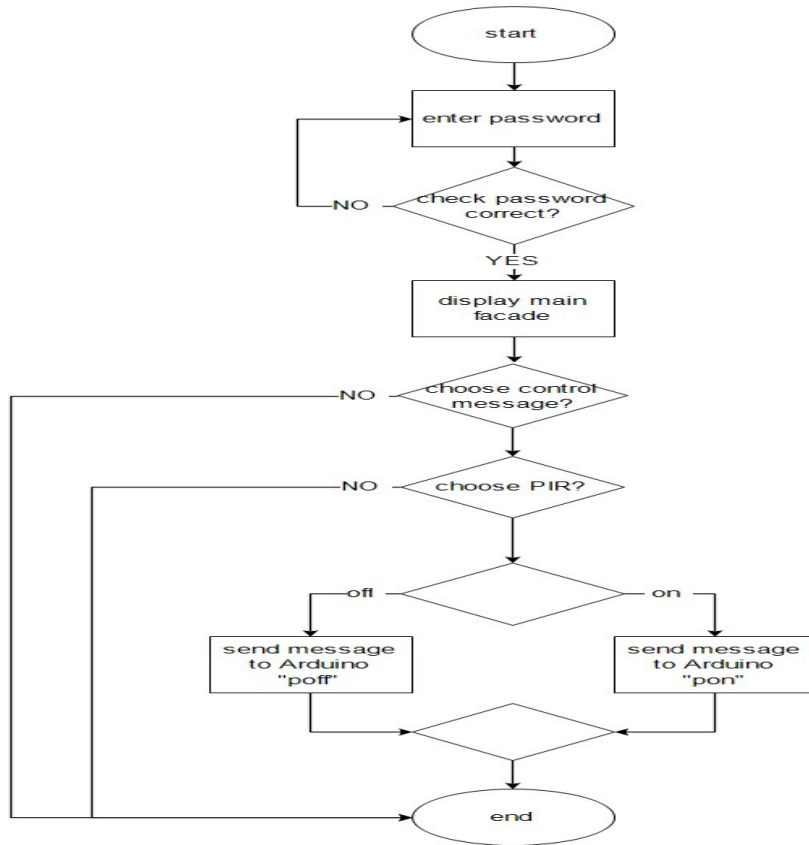 start
enter password
check password
correct?
NO
YES
display main
facade
choose control
message?
NO
choose PIR?
NO
off
on
send message
to Arduino
"poff"
send message
to Arduino
"pon"
end